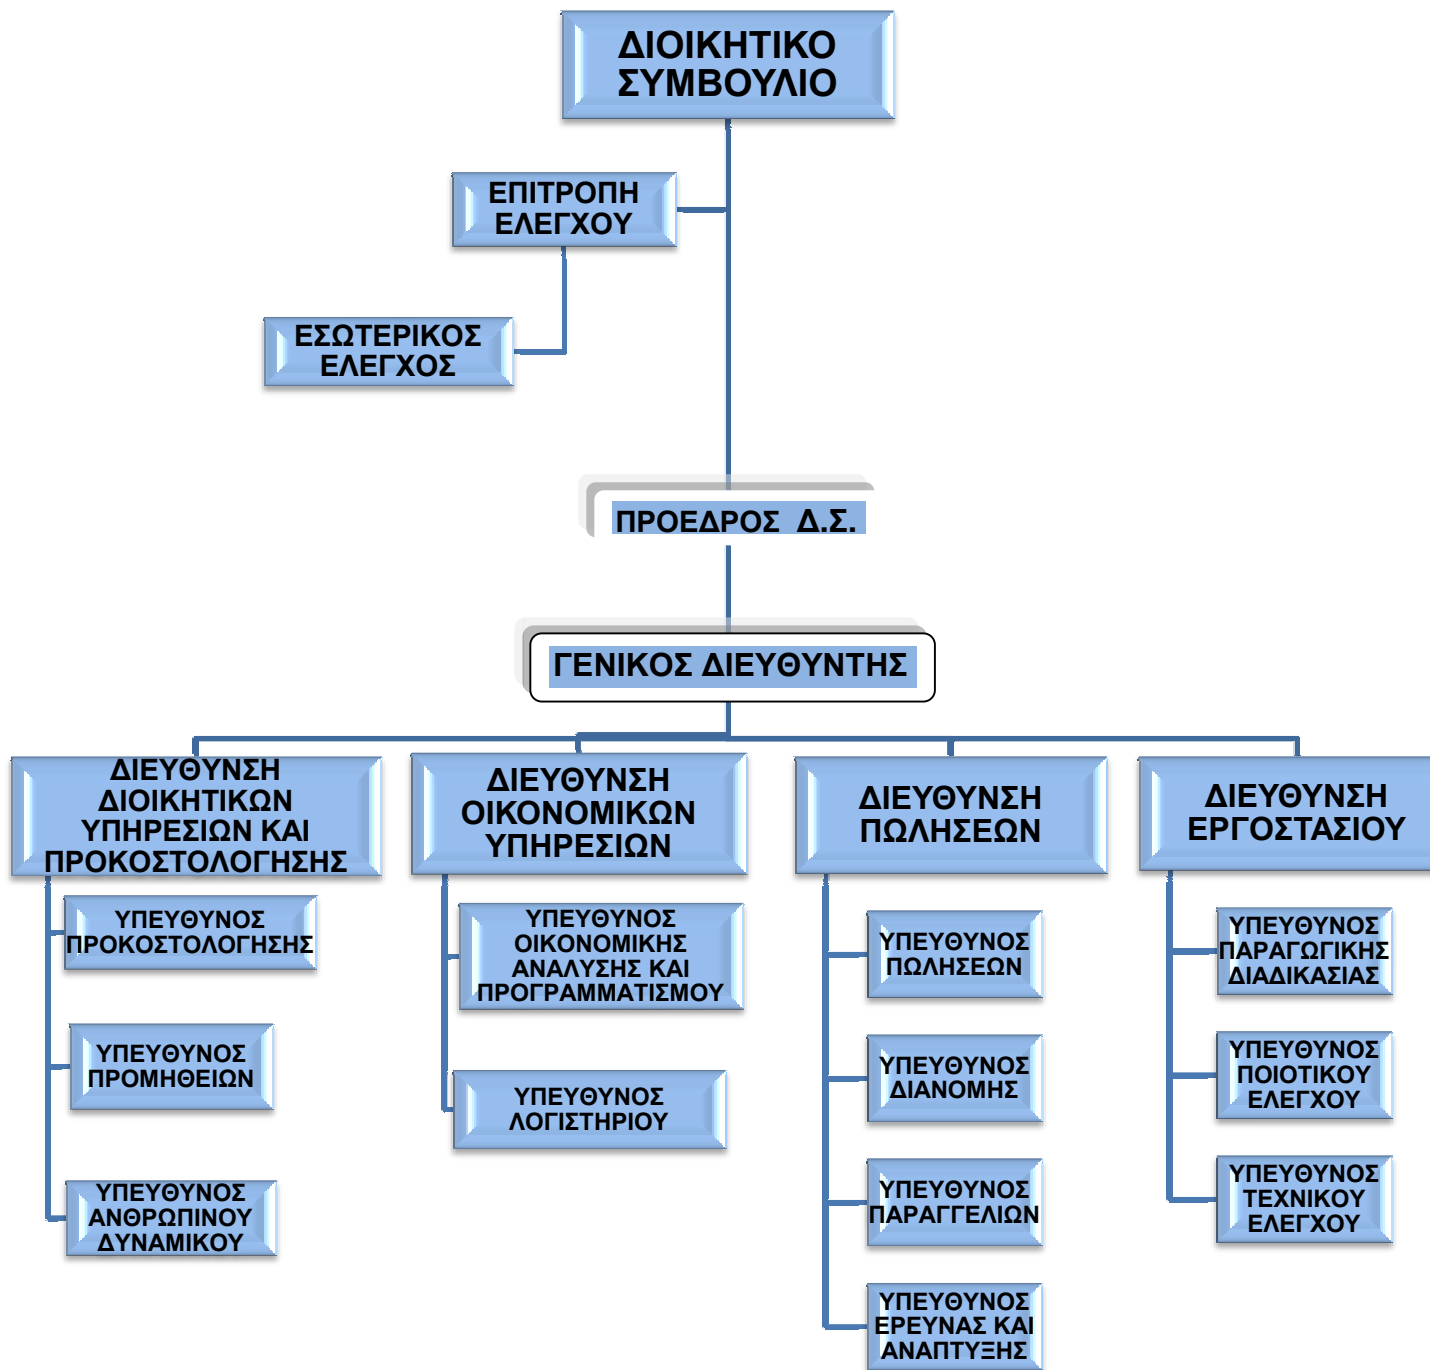 ΔΙΟΙΚΗΤΙΚΟ
ΣΥΜΒΟΥΛΙΟ
ΕΠΙΤΡΟΠΗ
ΕΛΕΓΧΟΥ
ΕΣΩΤΕΡΙΚΟΣ
ΕΛΕΓΧΟΣ
ΠΡΟΕΔΡΟΣ Δ.Σ.
ΓΕΝΙΚΟΣ ΔΙΕΥΘΥΝΤΗΣ
ΔΙΕΥΘΥΝΣΗ
ΔΙΟΙΚΗΤΙΚΩΝ
ΥΠΗΡΕΣΙΩΝ ΚΑΙ
ΠΡΟΚΟΣΤΟΛΟΓΗΣΗΣ
ΥΠΕΥΘΥΝΟΣ
ΠΡΟΚΟΣΤΟΛΟΓΗΣΗΣ
ΥΠΕΥΘΥΝΟΣ
ΠΡΟΜΗΘΕΙΩΝ
ΥΠΕΥΘΥΝΟΣ
ΑΝΘΡΩΠΙΝΟΥ
ΔΥΝΑΜΙΚΟΥ
ΔΙΕΥΘΥΝΣΗ
ΟΙΚΟΝΟΜΙΚΩΝ
ΥΠΗΡΕΣΙΩΝ
ΥΠΕΥΘΥΝΟΣ
ΟΙΚΟΝΟΜΙΚΗΣ
ΑΝΑΛΥΣΗΣ ΚΑΙ
ΠΡΟΓΡΑΜΜΑΤΙΣΜΟΥ
ΥΠΕΥΘΥΝΟΣ
ΛΟΓΙΣΤΗΡΙΟΥ
ΔΙΕΥΘΥΝΣΗ
ΠΩΛΗΣΕΩΝ
ΥΠΕΥΘΥΝΟΣ
ΠΩΛΗΣΕΩΝ
ΥΠΕΥΘΥΝΟΣ
ΔΙΑΝΟΜΗΣ
ΥΠΕΥΘΥΝΟΣ
ΠΑΡΑΓΓΕΛΙΩΝ
ΥΠΕΥΘΥΝΟΣ
ΕΡΕΥΝΑΣ ΚΑΙ
ΑΝΑΠΤΥΞΗΣ
ΔΙΕΥΘΥΝΣΗ
ΕΡΓΟΣΤΑΣΙΟΥ
ΥΠΕΥΘΥΝΟΣ
ΠΑΡΑΓΩΓΙΚΗΣ
ΔΙΑΔΙΚΑΣΙΑΣ
ΥΠΕΥΘΥΝΟΣ
ΠΟΙΟΤΙΚΟΥ
ΕΛΕΓΧΟΥ
ΥΠΕΥΘΥΝΟΣ
ΤΕΧΝΙΚΟΥ
ΕΛΕΓΧΟΥ